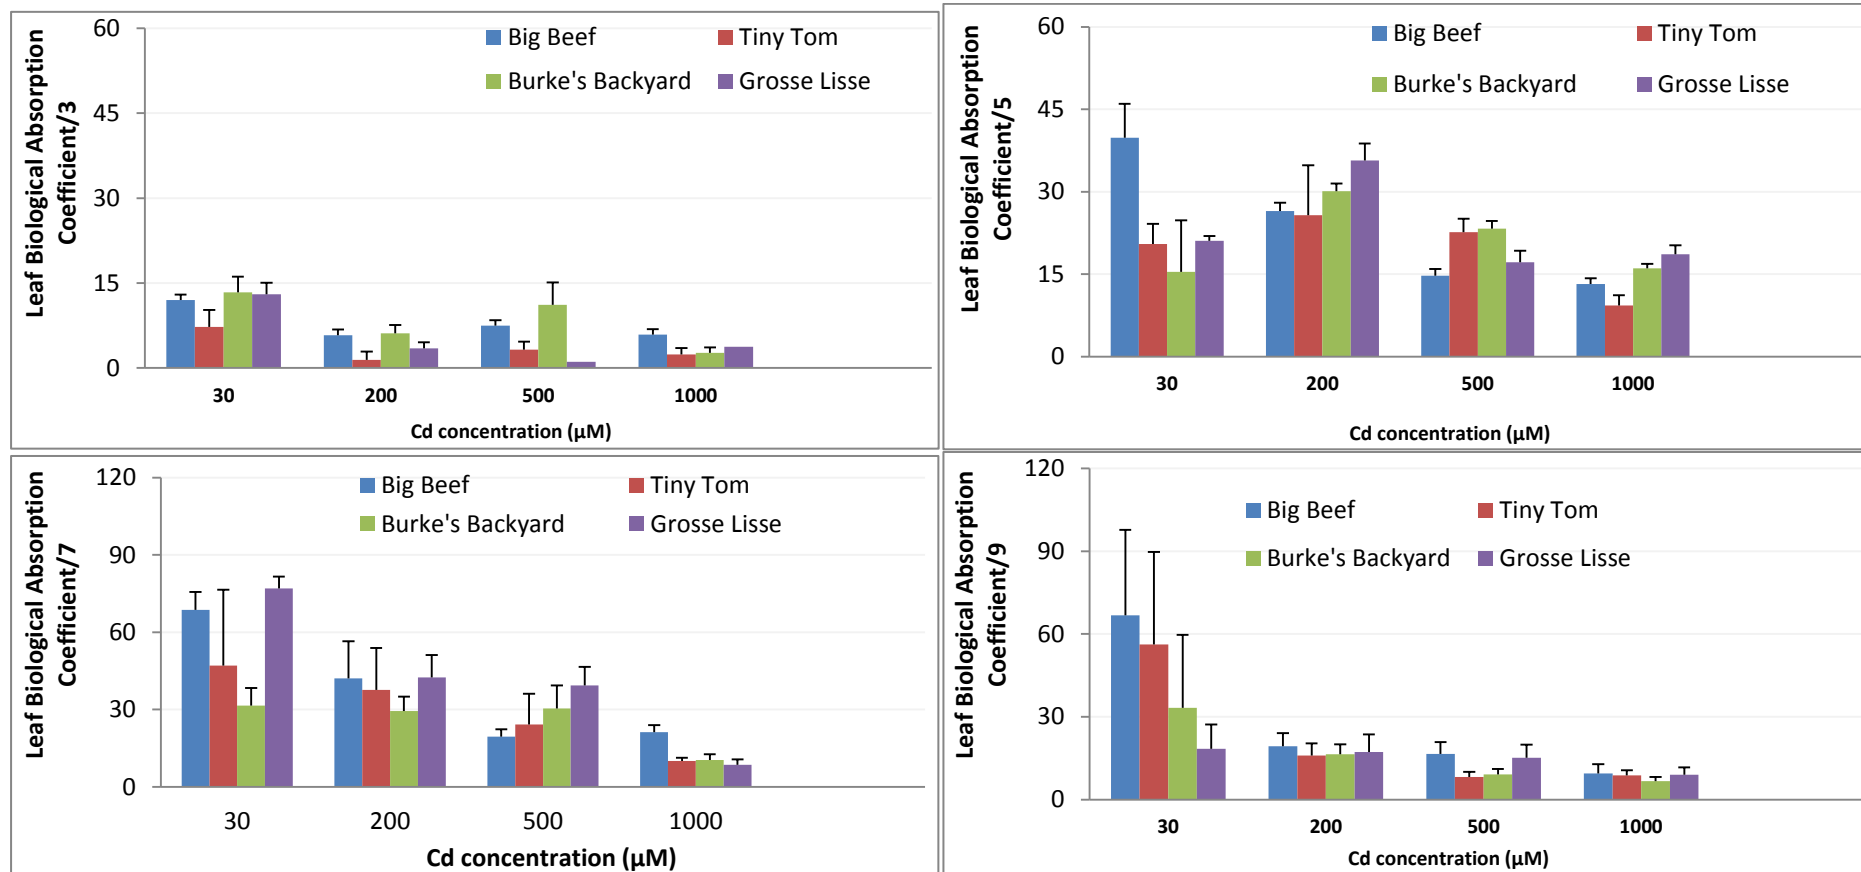 Leaf Biological Absorption
Coefficient/3
60
45
30
15
0
Big Beef
Tiny Tom
Burke's Backyard
Grosse Lisse
30
200
500
1000
Cd concentration (µM)
Leaf Biological Absorption
Coefficient/5
60
45
30
15
0
Big Beef
Tiny Tom
Burke's Backyard
Grosse Lisse
30
200
500
1000
Cd concentration (µM)
Leaf Biological Absorption
Coefficient/7
120
90
60
30
0
Big Beef
Tiny Tom
Burke's Backyard
Grosse Lisse
30
200
500
1000
Cd concentration (µM)
Leaf Biological Absorption
Coefficient/9
120
90
60
30
0
Big Beef
Tiny Tom
Burke's Backyard
Grosse Lisse
30
200
500
1000
Cd concentration (µM)